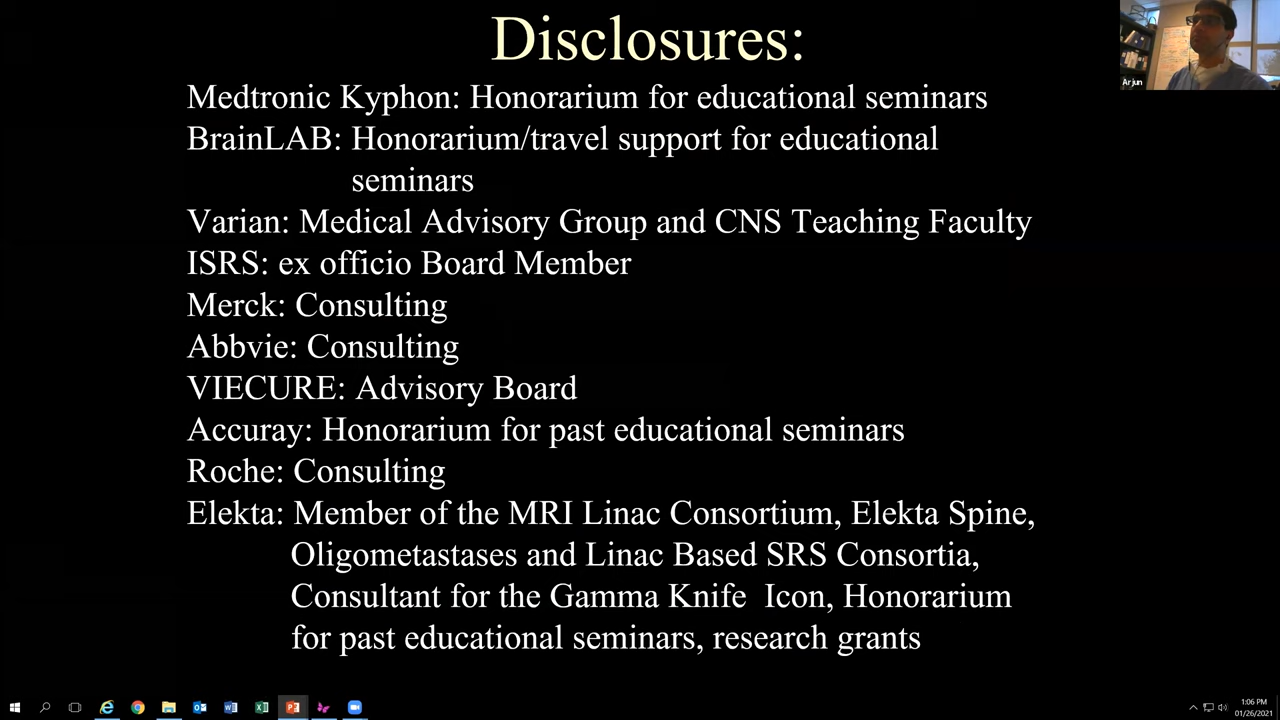 Disclosures:
Arjun
Medtronic Kyphon: Honorarium for educational seminars
BrainLAB: Honorarium/travel support for educational
seminars
Varian: Medical Advisory Group and CNS Teaching Faculty
ISRS: ex officio Board Member
Merck: Consulting
Abbvie: Consulting
VIECURE: Advisory Board
Accuray: Honorarium for past educational seminars
Roche: Consulting
Elekta: Member of the MRI Linac Consortium, Elekta Spine,
Oligometastases and Linac Based SRS Consortia,
Consultant for the Gamma Knife Icon, Honorarium
for past educational seminars, research grants
1:06 PM
01/26/2021